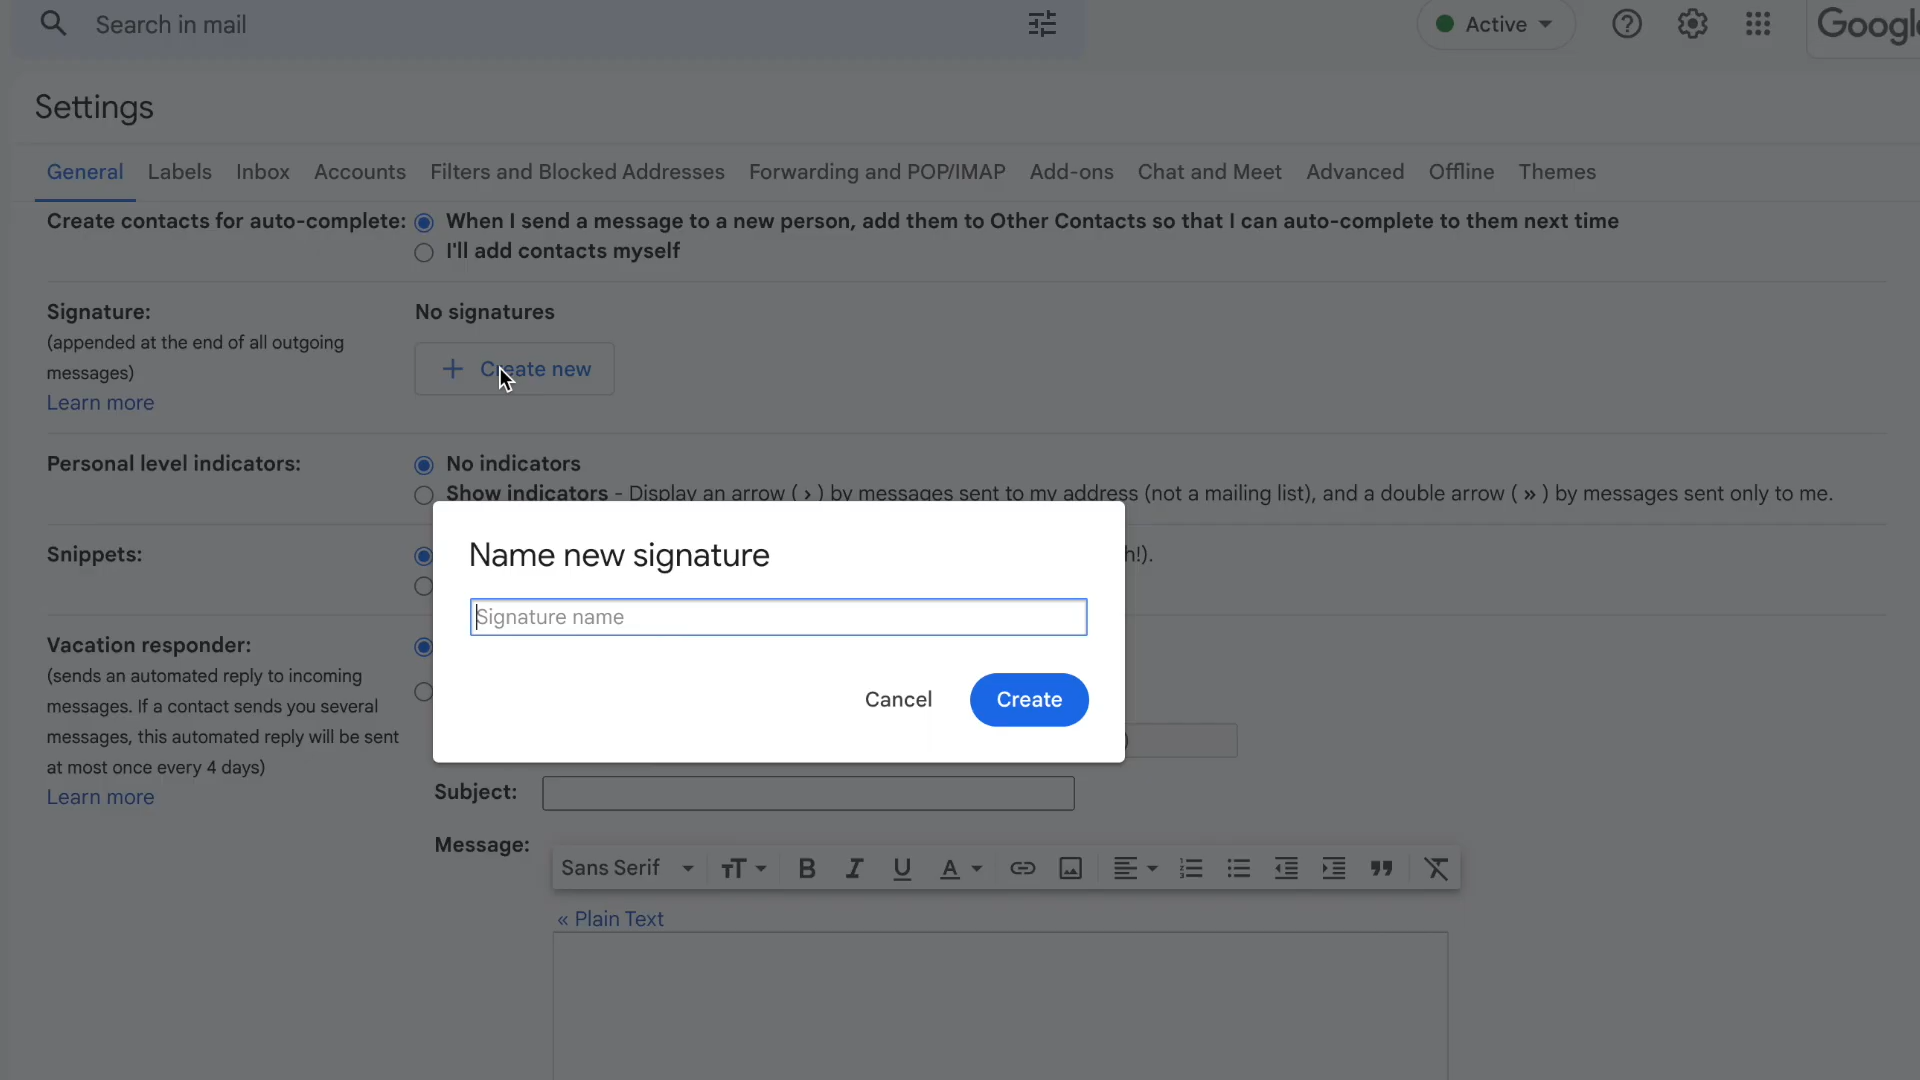 Search in mail
Active
Settings
General Labels Inbox Accounts Filters and Blocked Addresses Forwarding and POP/IMAP Add-ons Chat and Meet Advanced Offline Themes
Create contacts for auto-complete: When I send a message to a new person, add them to Other Contacts so that I can auto-complete to them next time
I'll add contacts myself
Signature: No signatures
(appended at the end of all outgoing
messages)
Learn more
+ Create new
Personal level indicators: No indicators
Show indicators - Display an arrow ( › ) by messages sent to my address (not a mailing list), and a double arrow ( » ) by messages sent only to me.
Name new signature
Signature name
Cancel Create
Snippets: h!).
Vacation responder:
(sends an automated reply to incoming
messages. If a contact sends you several
messages, this automated reply will be sent
at most once every 4 days)
Learn more
)
Subject:
Message:
Sans Serif
« Plain Text